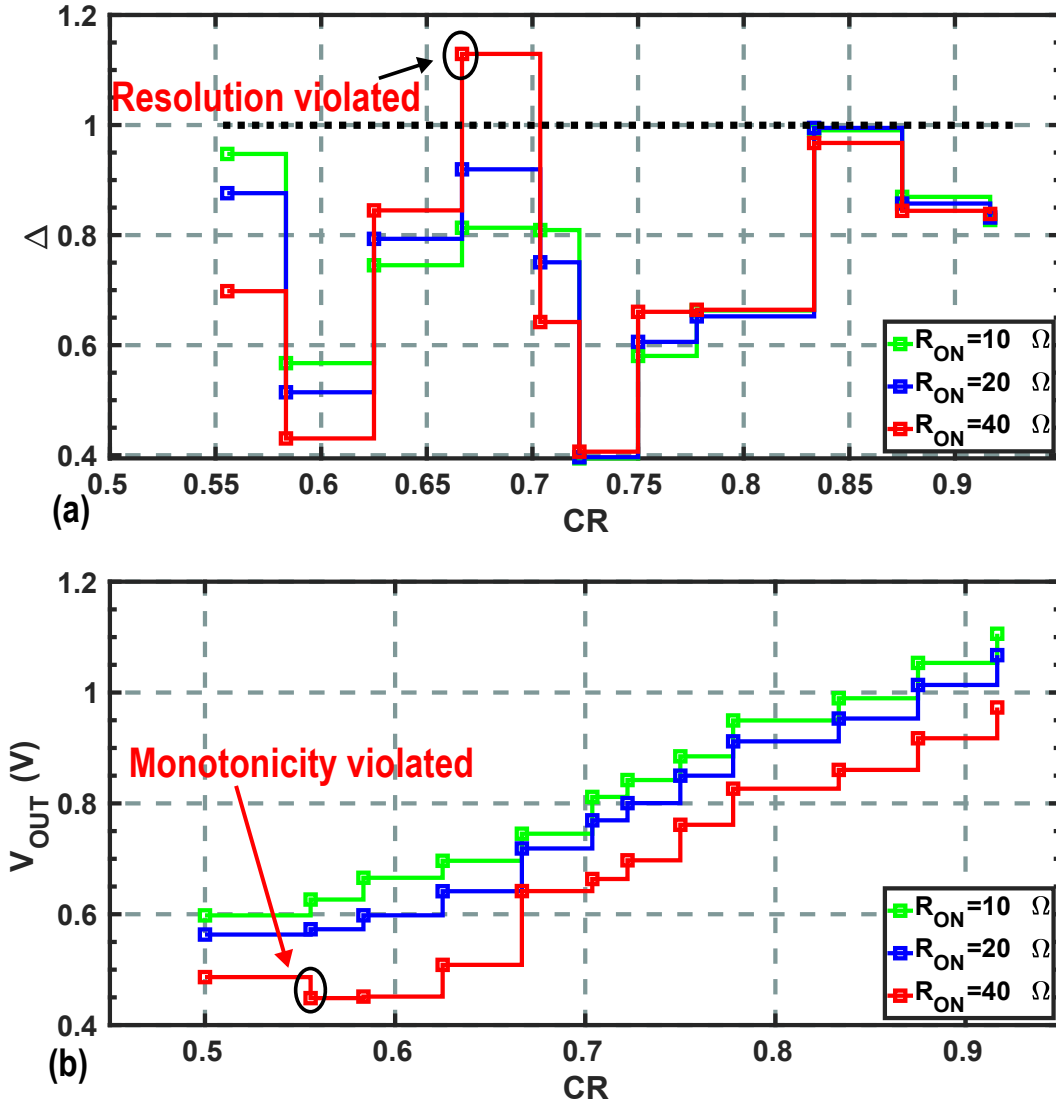 1.2
1
0.8
0.6
0.4
Δ
Resolution violated
R_ON=10 Ω
R_ON=20 Ω
R_ON=40 Ω
0.5 0.55 0.6 0.65 0.7 0.75 0.8 0.85 0.9
(a)
CR
1.2
1
0.8
0.6
0.4
V_OUT (V)
Monotonicity violated
R_ON=10 Ω
R_ON=20 Ω
R_ON=40 Ω
0.5 0.6 0.7 0.8 0.9
(b)
CR